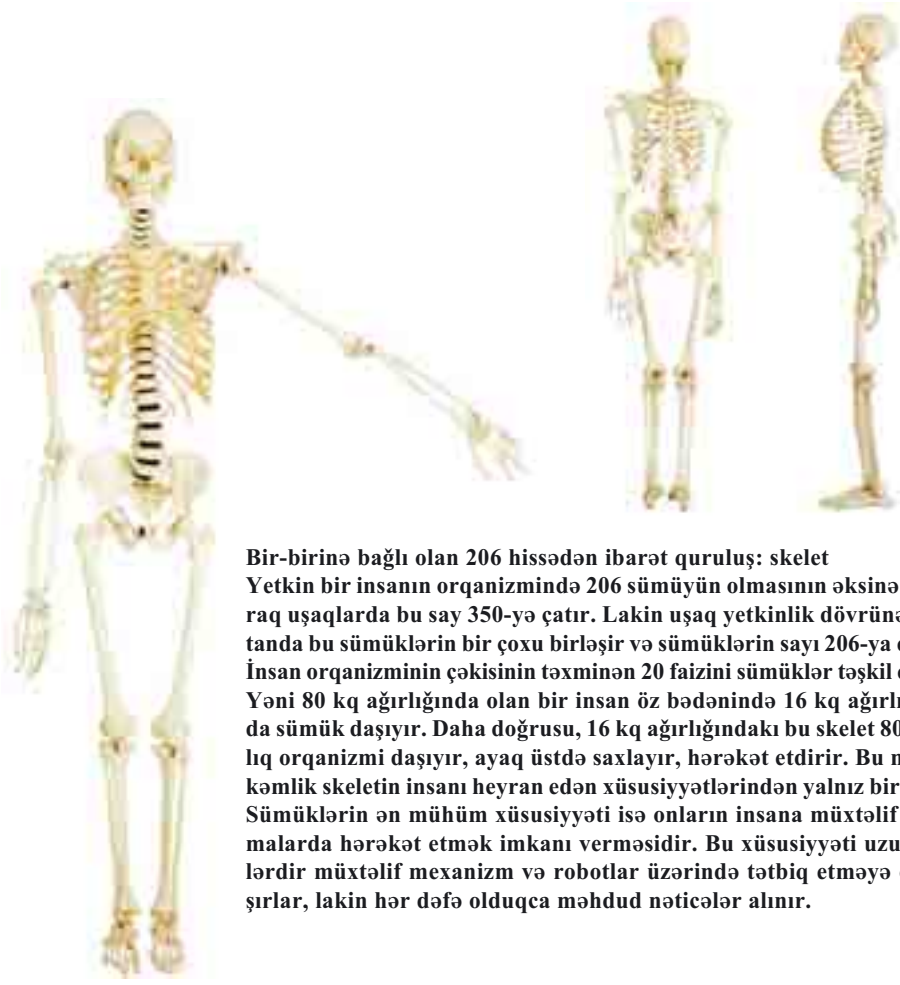 Bir-birinə bağlı olan 206 hissədən ibarət quruluş: skelet
Yetkin bir insanın orqanizmində 206 sümüyün olmasının əksinə
raq uşaqlarda bu say 350-yə çatır. Lakin uşaq yetkinlik dövrünə
tanda bu sümüklərin bir çoxu birləşir və sümüklərin sayı 206-ya
İnsan orqanizminin çəkisinin təxminən 20 faizini sümüklər təşkil
Yəni 80 kq ağırlığında olan bir insan öz bədənində 16 kq ağırlı
da sümük daşıyır. Daha doğrusu, 16 kq ağırlığındakı bu skelet 80
lıq orqanizmi daşıyır, ayaq üstdə saxlayır, hərəkət etdirir. Bu
kəmlik skeletin insanı heyran edən xüsusiyyətlərindən yalnız bir
Sümüklərin ən mühüm xüsusiyyəti isə onların insana müxtəlif
malarda hərəkət etmək imkanı verməsidir. Bu xüsusiyyəti uzu
lərdir müxtəlif mexanizm və robotlar üzərində tətbiq etməyə
şırlar, lakin hər dəfə olduqca məhdud nəticələr alınır.